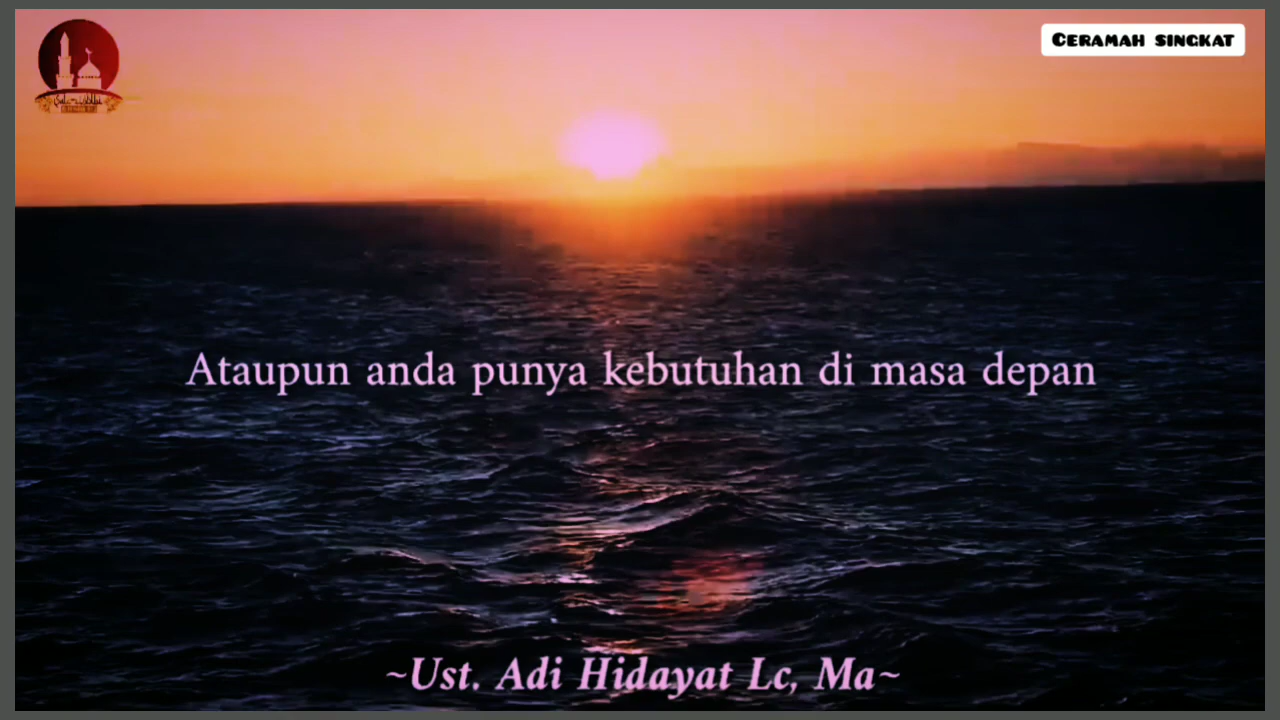 CERAMAH SINGKAT
Ataupun anda punya kebutuhan di masa depan
~Ust. Adi Hidayat Lc, Ma~